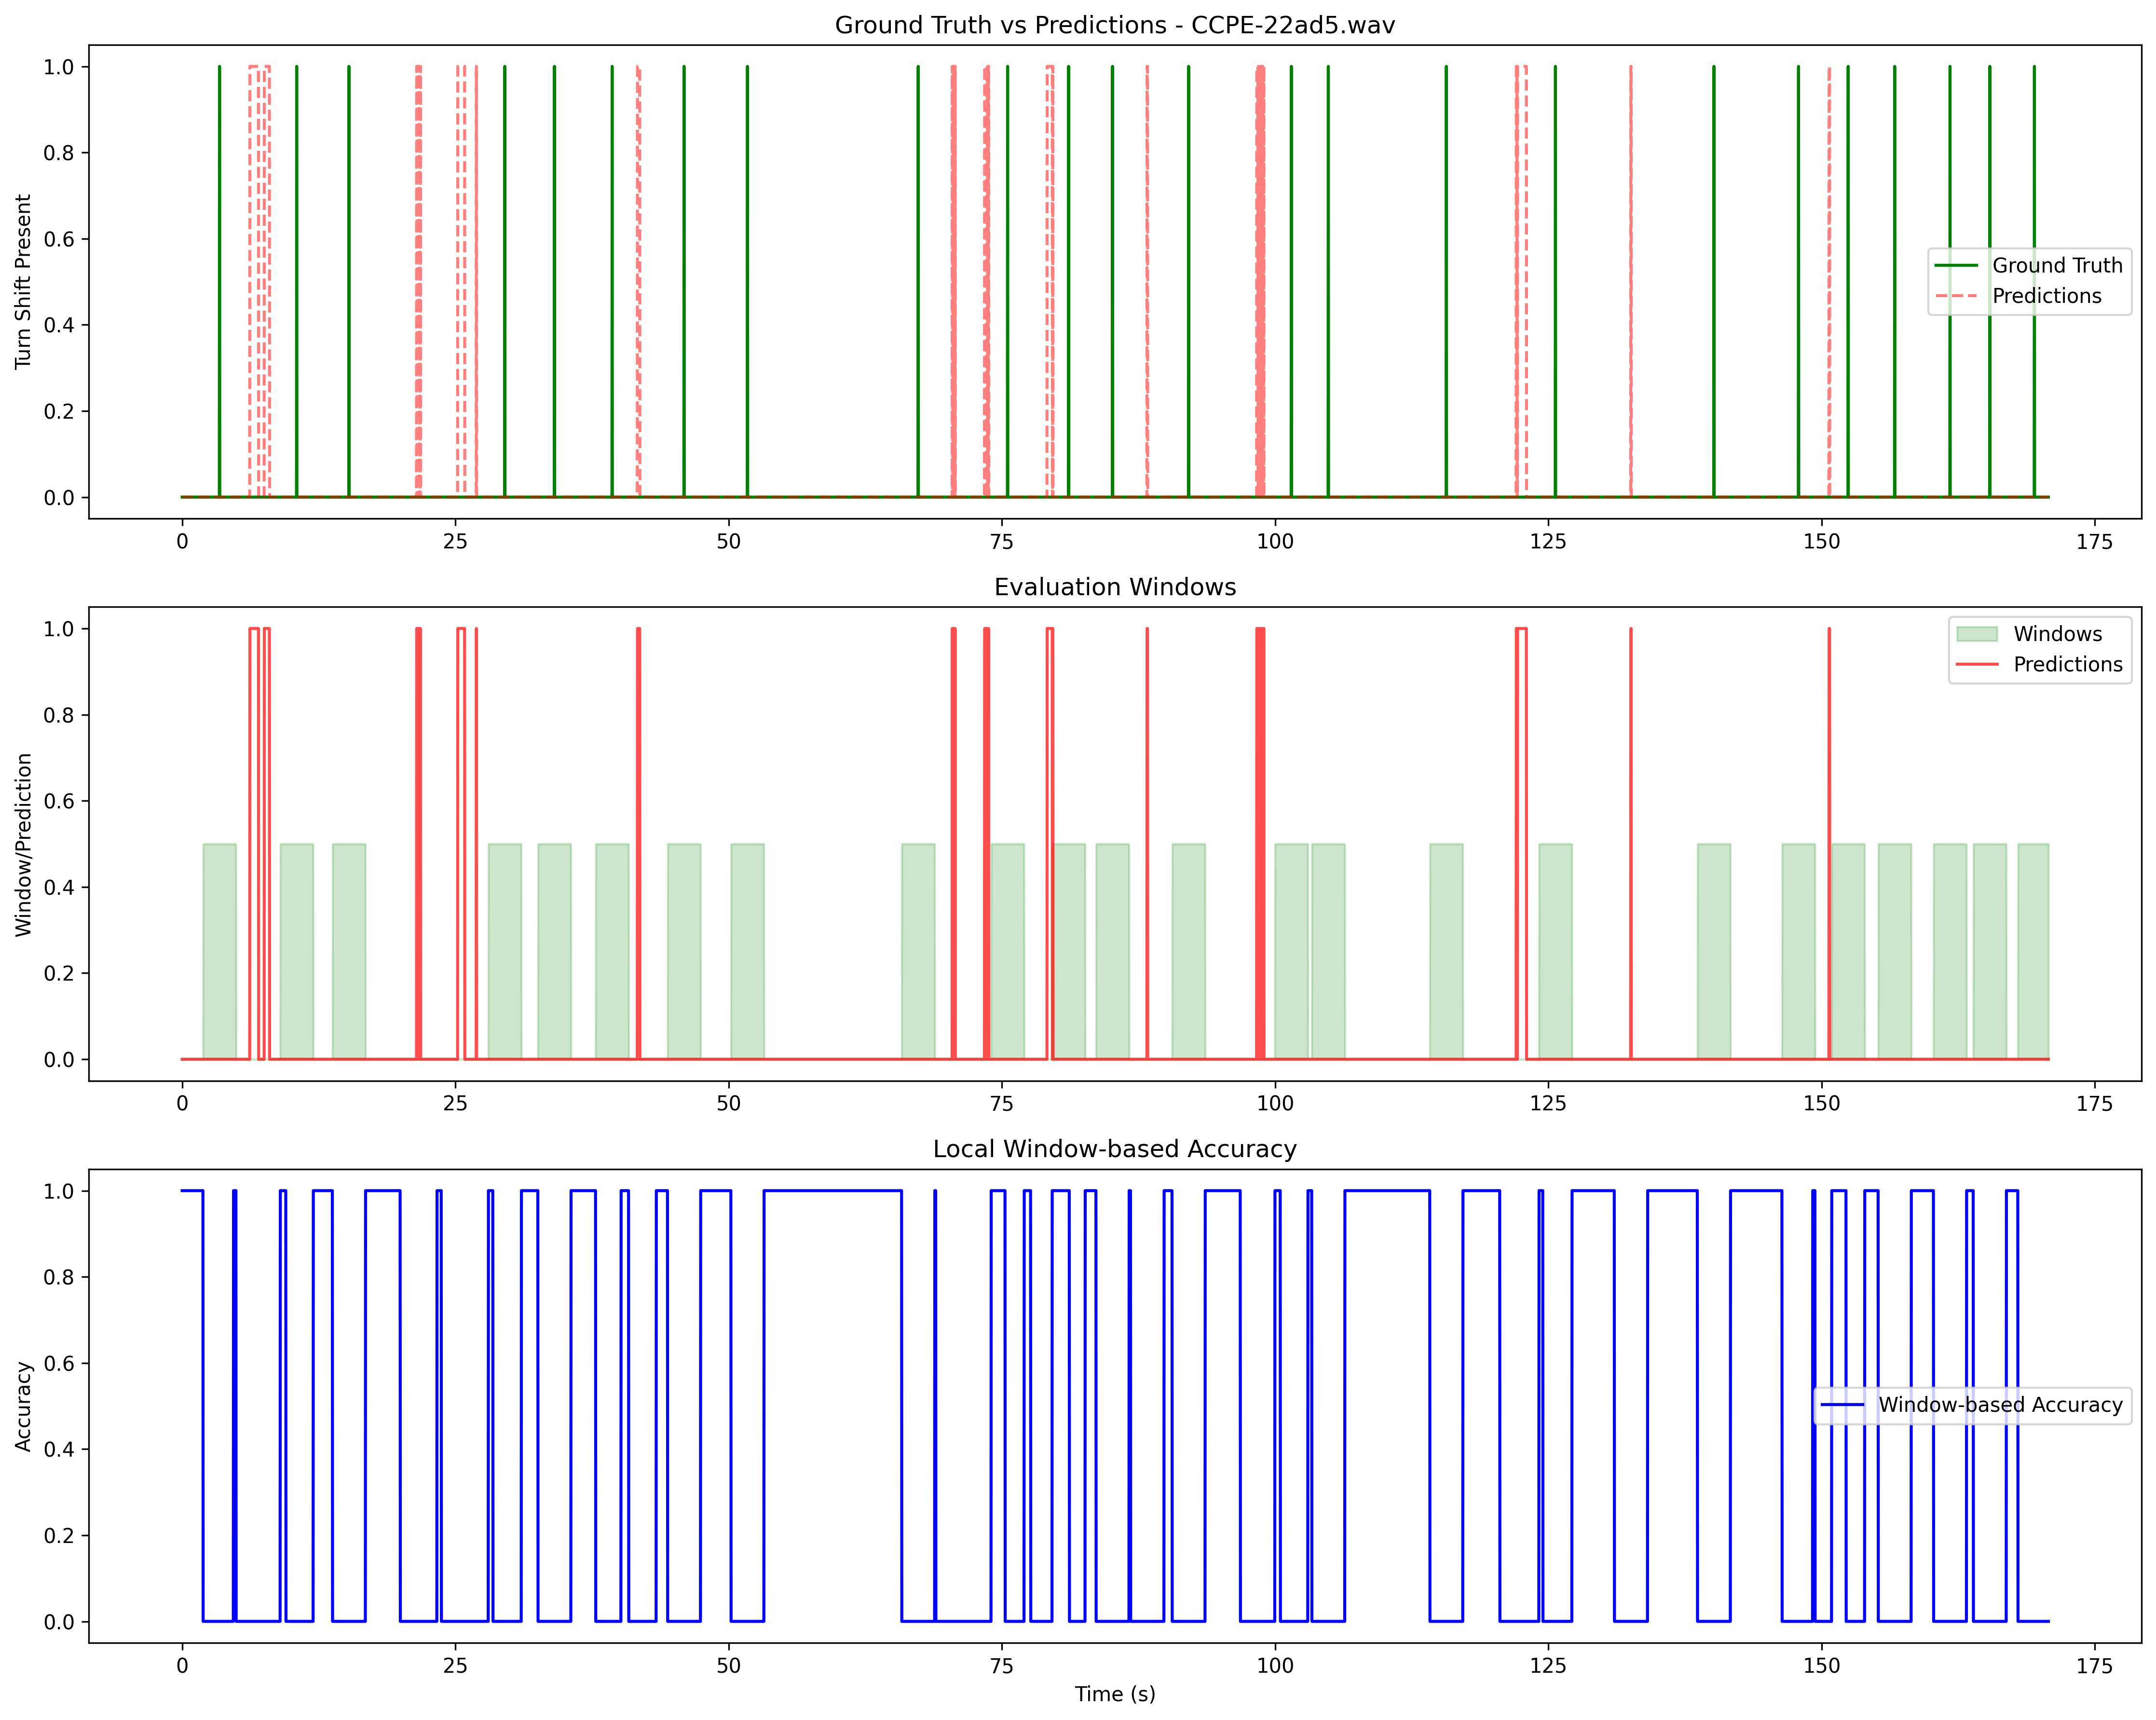 Ground Truth vs Predictions - CCPE-22ad5.wav
Turn Shift Present
1.0
0.8
0.6
0.4
0.2
0.0
Ground Truth
Predictions
0 25 50 75 100 125 150 175
Evaluation Windows
Window/Prediction
1.0
0.8
0.6
0.4
0.2
0.0
Windows
Predictions
0 25 50 75 100 125 150 175
Local Window-based Accuracy
Accuracy
1.0
0.8
0.6
0.4
0.2
0.0
Window-based Accuracy
0 25 50 75 100 125 150 175
Time (s)